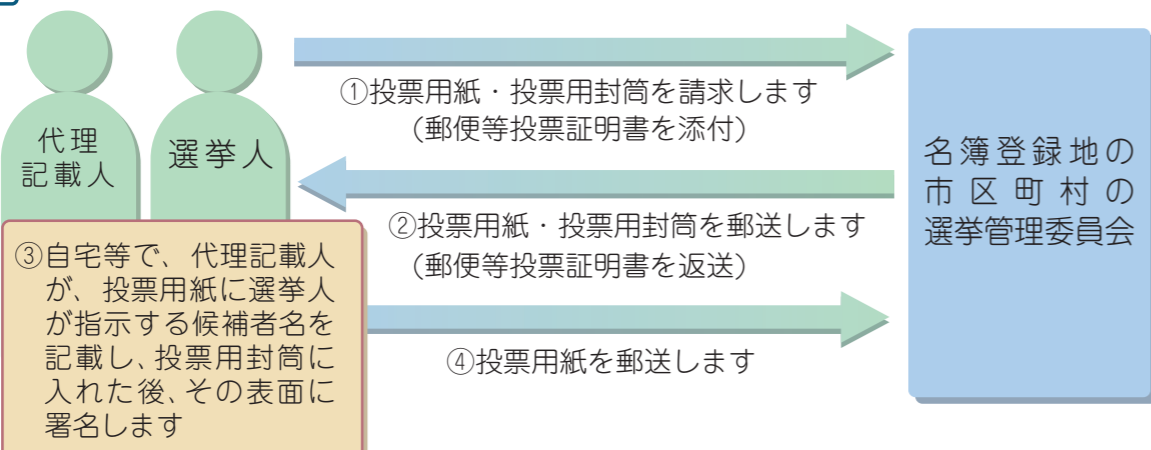 代理
記載人
選挙人
①投票用紙・投票用封筒を請求します
(郵便等投票証明書を添付)
②投票用紙・投票用封筒を郵送します
(郵便等投票証明書を返送)
③自宅等で、代理記載人
が、投票用紙に選挙人
が指示する候補者名を
記載し、投票用封筒に
入れた後、その表面に
署名します
④投票用紙を郵送します
名簿登録地の
市区町村の
選挙管理委員会